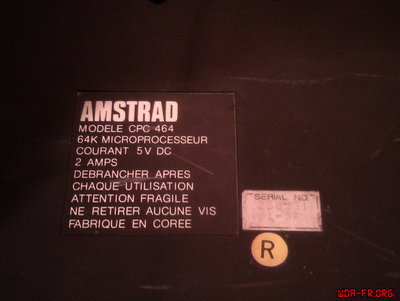 AMSTRAD
MODELE CPC 464
64K MICROPROCESSEUR
COURANT 5V DC
2 AMPS
DEBRANCHER APRES
CHAQUE UTILISATION
ATTENTION FRAGILE
NE RETIRER AUCUNE VIS
FABRIQUE EN COREE
SERIAL NO.
R
WDA-FR.ORG